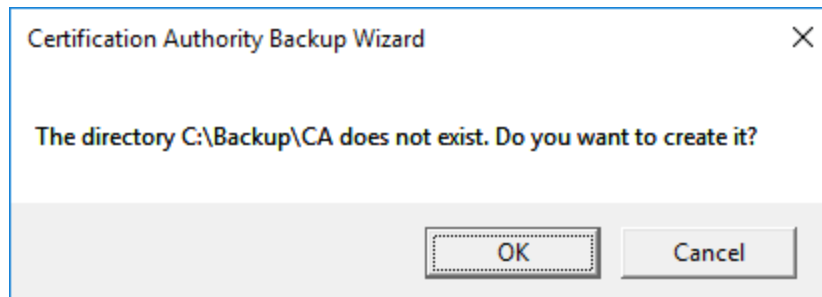 Certification Authority Backup Wizard
The directory C:\Backup\CA does not exist. Do you want to create it?
OK
Cancel